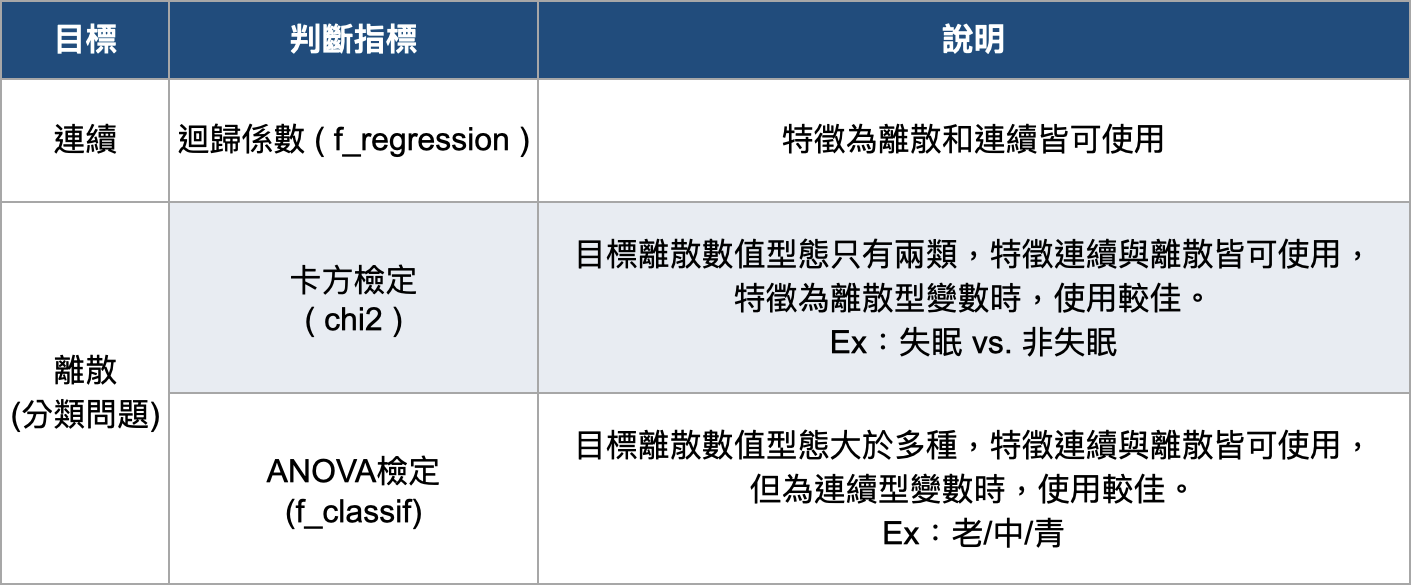 目標
判斷指標
說明
連續
迴歸係數 ( f_regression )
特徵為離散和連續皆可使用
離散
(分類問題)
卡方檢定
( chi2 )
目標離散數值型態只有兩類，特徵連續與離散皆可使用，
特徵為離散型變數時，使用較佳。
Ex：失眠 vs. 非失眠
ANOVA檢定
(f_classif)
目標離散數值型態大於多種，特徵連續與離散皆可使用，
但為連續型變數時，使用較佳。
Ex：老/中/青